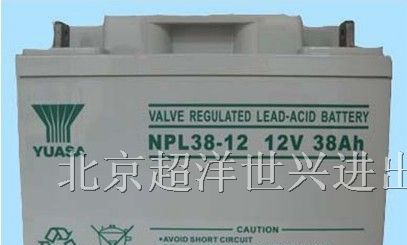 VALVE REGULATED LEAD-ACID BATTERY
NPL38-12 12V 38Ah
YUASA
北京超洋世兴进出
CAUTION
•AVOID SHORT CIRCUIT